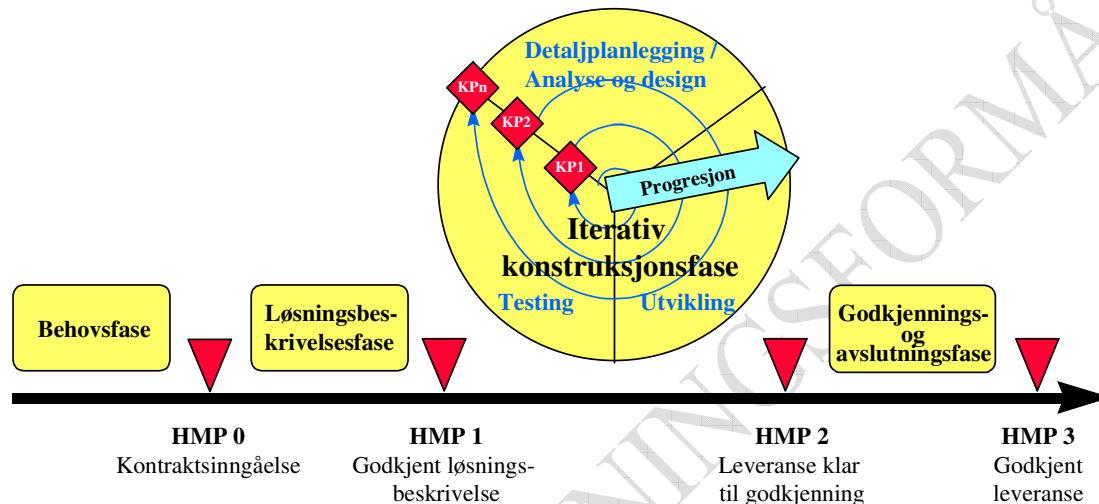 Detaljplanlegging /
Analyse og design
KPn
KP2
KP1
Progresjon
Iterativ
konstruksjonsfase
Testing
Utvikling
Behovsfase
Løsningsbes-
krivelsesfase
Godkjennings-
og
avslutningsfase
HMP 0
Kontraktsinngåelse
HMP 1
Godkjent løsnings-
beskrivelse
HMP 2
Leveranse klar
til godkjenning
HMP 3
Godkjent
leveranse
NINGSFORMÅ